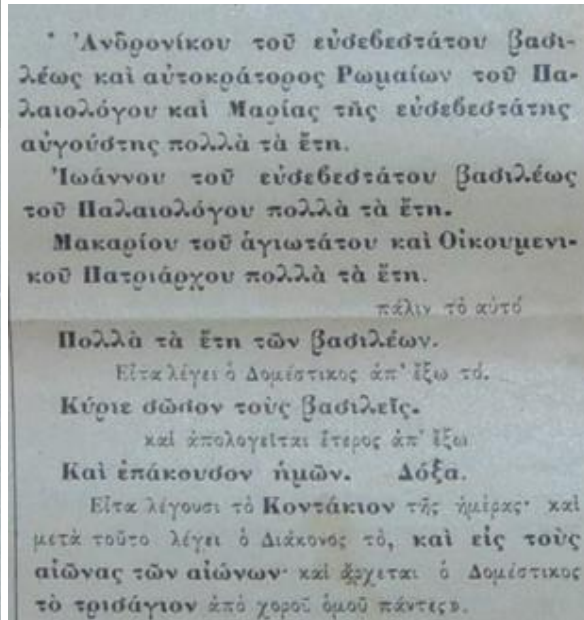 ' Ἀνδρονίκου τοῦ εὐσεβεστάτου βασι-
λέως καὶ αὐτοκράτορος Ρωμαίων τοῦ Πα-
λαιολόγου καὶ Μαρίας τῆς εὐσεβεστάτης
αὐγούστης πολλὰ τὰ ἔτη.
Ἰωάννου τοῦ εὐσεβεστάτου βασιλέως
τοῦ Παλαιολόγου πολλὰ τὰ ἔτη.
Μακαρίου τοῦ ἁγιωτάτου καὶ Οἰκουμενι-
κοῦ Πατριάρχου πολλὰ τὰ ἔτη.
πάλιν τὸ αὐτό
Πολλὰ τὰ ἔτη τῶν βασιλέων.
Εἶτα λέγει ὁ Δομέστικος ἀπ' ἔξω τό.
Κύριε σῶσον τοὺς βασιλεῖς.
καὶ ἀπολογεῖται ἕτερος ἀπ' ἔξω
Καὶ ἐπάκουσον ἡμῶν. Δόξα.
Εἶτα λέγουσι τὸ Κοντάκιον τῆς ἡμέρας· καὶ
μετὰ τοῦτο λέγει ὁ Διάκονος τὸ, καὶ εἰς τοὺς
αἰῶνας τῶν αἰώνων· καὶ ἄρχεται ὁ Δομέστικος
τὸ τρισάγιον ἀπὸ χοροῦ ὁμοῦ πάντες».